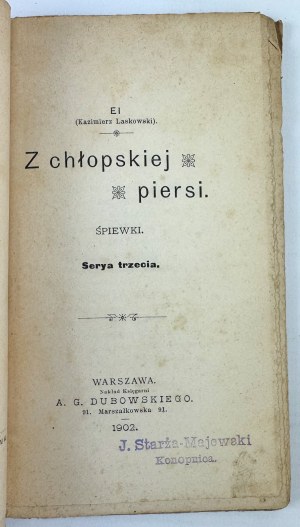 El
(Kazimierz Laskowski).
Z chłopskiej
piersi.
ŚPIEWKI.
Serya trzecia.
WARSZAWA.
Nakład Księgarni
A. G. DUBOWSKIEGO.
91. Marszałkowska 91.
1902.
J. Starża-Majewski
Konopnica.